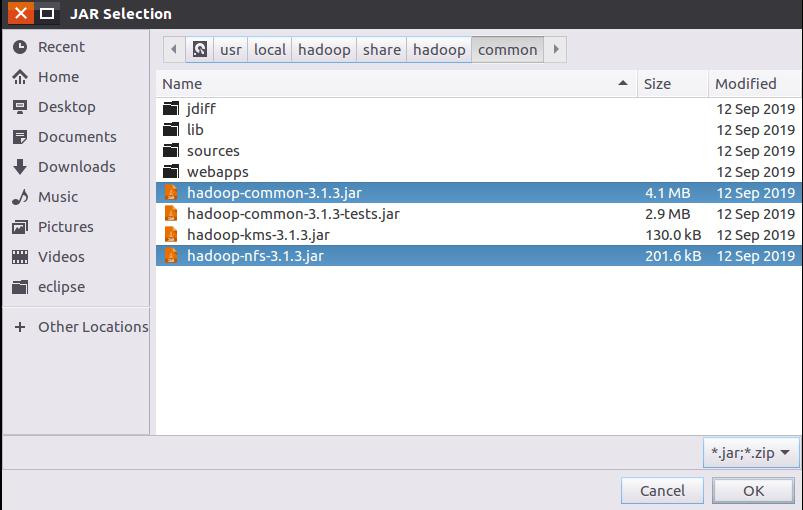 JAR Selection
Recent
Home
Desktop
Documents
Downloads
Music
Pictures
Videos
eclipse
Other Locations
usr local hadoop share hadoop common
Name Size Modified
jdiff 12 Sep 2019
lib 12 Sep 2019
sources 12 Sep 2019
webapps 12 Sep 2019
hadoop-common-3.1.3.jar 4.1 MB 12 Sep 2019
hadoop-common-3.1.3-tests.jar 2.9 MB 12 Sep 2019
hadoop-kms-3.1.3.jar 130.0 kB 12 Sep 2019
hadoop-nfs-3.1.3.jar 201.6 kB 12 Sep 2019
*.jar;*.zip
Cancel OK